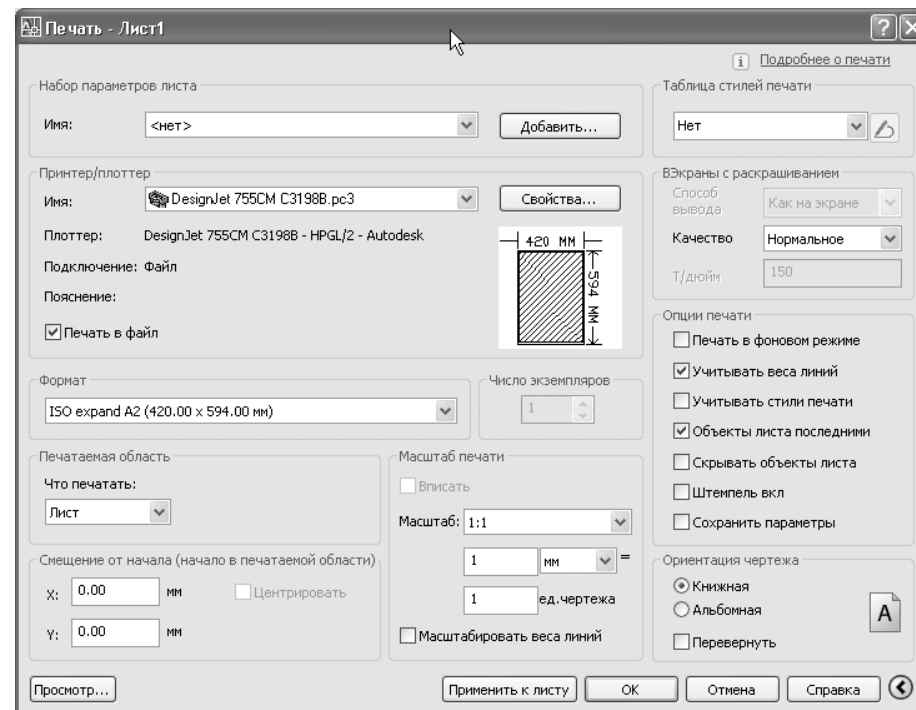 Печать - Лист1
Подробнее о печати
Набор параметров листа
Имя: <нет> Добавить...
Таблица стилей печати
Нет
Принтер/плоттер
Имя: DesignJet 755CM C3198B.pc3 Свойства...
Плоттер: DesignJet 755CM C3198B - HPGL/2 - Autodesk
Подключение: Файл
Пояснение:
Печать в файл
420 MM
594 MM
ВЭкраны с раскрашиванием
Способ вывода Как на экране
Качество Нормальное
Т/дюйм 150
Формат
ISO expand A2 (420.00 x 594.00 мм)
Число экземпляров
1
Опции печати
Печать в фоновом режиме
Учитывать веса линий
Учитывать стили печати
Объекты листа последними
Скрывать объекты листа
Штемпель вкл
Сохранить параметры
Печатаемая область
Что печатать:
Лист
Масштаб печати
Вписать
Масштаб: 1:1
1 мм =
1 ед.чертежа
Масштабировать веса линий
Смещение от начала (начало в печатаемой области)
X: 0.00 мм Центрировать
Y: 0.00 мм
Ориентация чертежа
Книжная
Альбомная
Перевернуть
A
Просмотр... Применить к листу OK Отмена Справка